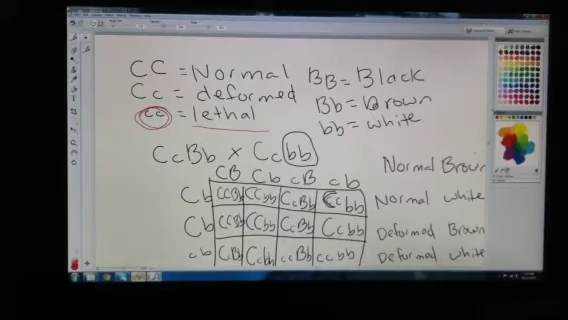 CC = Normal
Cc = deformed
cc = lethal
BB = Black
Bb = Brown
bb = white
CcBb x Ccbb
CB Cb cB cb
Cb CCBb CCbb CcBb Ccbb
Cb CCBb CCbb CcBb Ccbb
cb CBb Ccbb ccBb ccbb
Normal Brown
Normal white
Deformed Brown
Deformed white